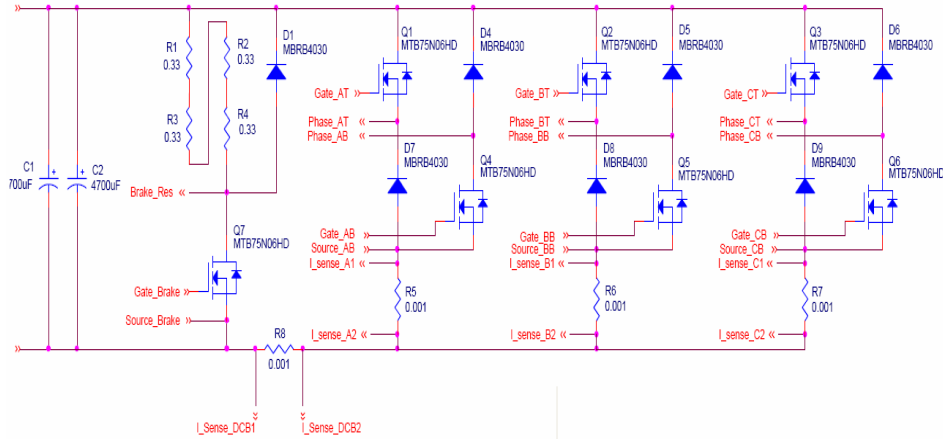 R1
0.33
R2
0.33
D1
MBRB4030
Q1
MTB75N06HD
D4
MBRB4030
Q2
MTB75N06HD
D5
MBRB4030
Q3
MTB75N06HD
D6
MBRB4030
Gate_AT
Gate_BT
Gate_CT
R3
0.33
R4
0.33
Phase_AT
Phase_AB
Phase_BT
Phase_BB
Phase_CT
Phase_CB
C1
700uF
C2
4700uF
Brake_Res
D7
MBRB4030
Q4
MTB75N06HD
D8
MBRB4030
Q5
MTB75N06HD
D9
MBRB4030
Q6
MTB75N06HD
Q7
MTB75N06HD
Gate_AB
Source_AB
I_sense_A1
Gate_BB
Source_BB
I_sense_B1
Gate_CB
Source_CB
I_sense_C1
Gate_Brake
Source_Brake
R5
0.001
R6
0.001
R7
0.001
R8
0.001
I_sense_A2
I_sense_B2
I_sense_C2
I_Sense_DCB1
I_Sense_DCB2